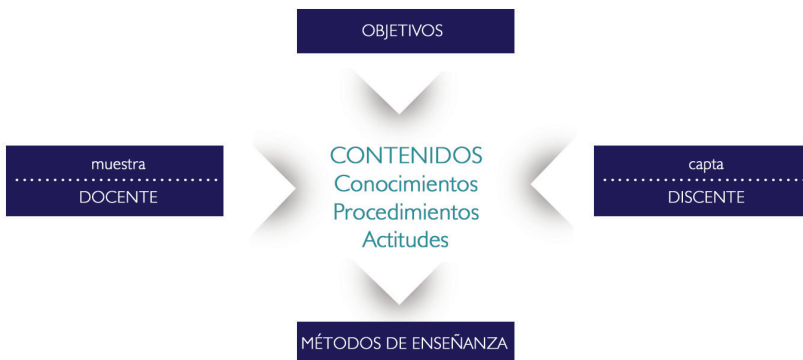 OBJETIVOS
muestra
DOCENTE
CONTENIDOS
Conocimientos
Procedimientos
Actitudes
capta
DISCENTE
MÉTODOS DE ENSEÑANZA